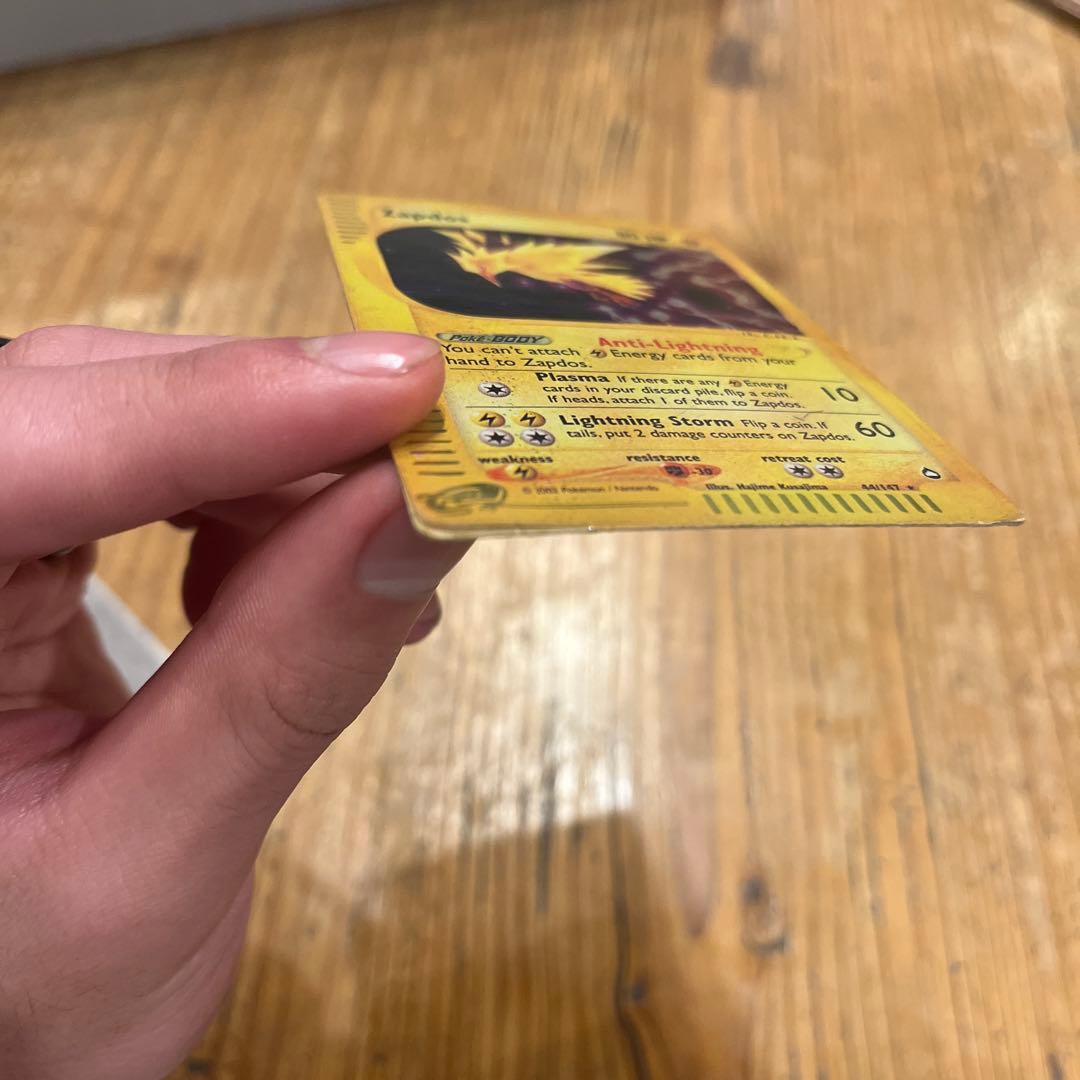 Zapdos
Poké-BODY Anti-Lightning
You can't attach Energy cards from your
hand to Zapdos.
Plasma If there are any Energy
cards in your discard pile, flip a coin.
If heads, attach 1 of them to Zapdos. 10
Lightning Storm Flip a coin. If
tails, put 2 damage counters on Zapdos. 60
weakness resistance retreat cost
-30
Illus. Hajime Kusajima 44/147 ★
© 2003 Pokémon / Nintendo